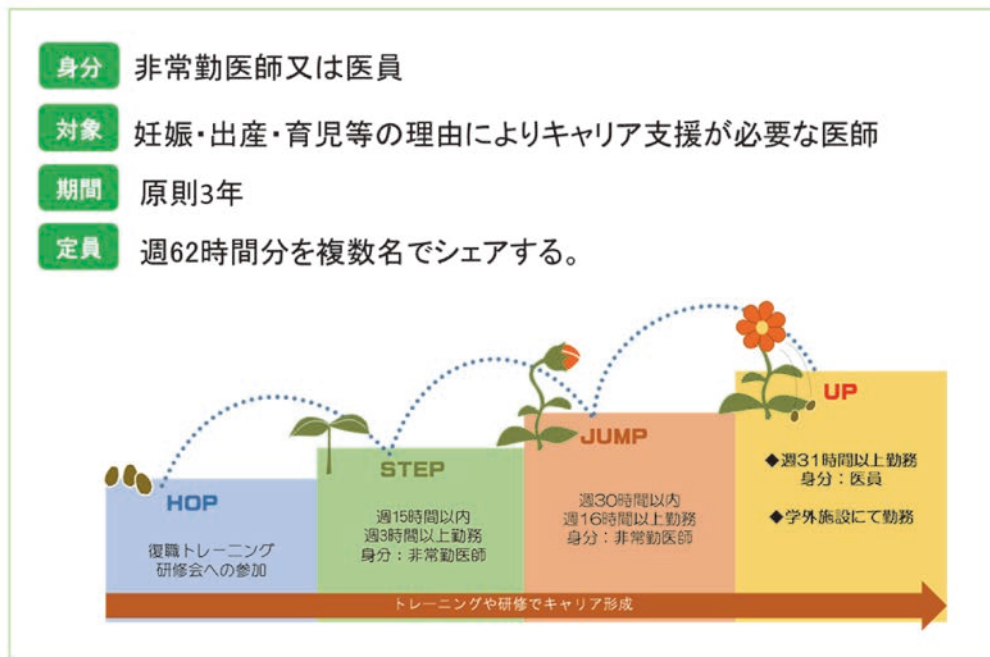 身分 非常勤医師又は医員
対象 妊娠・出産・育児等の理由によりキャリア支援が必要な医師
期間 原則3年
定員 週62時間分を複数名でシェアする。
HOP
復職トレーニング
研修会への参加
STEP
週15時間以内
週3時間以上勤務
身分：非常勤医師
JUMP
週30時間以内
週16時間以上勤務
身分：非常勤医師
UP
◆週31時間以上勤務
身分：医員
◆学外施設にて勤務
トレーニングや研修でキャリア形成